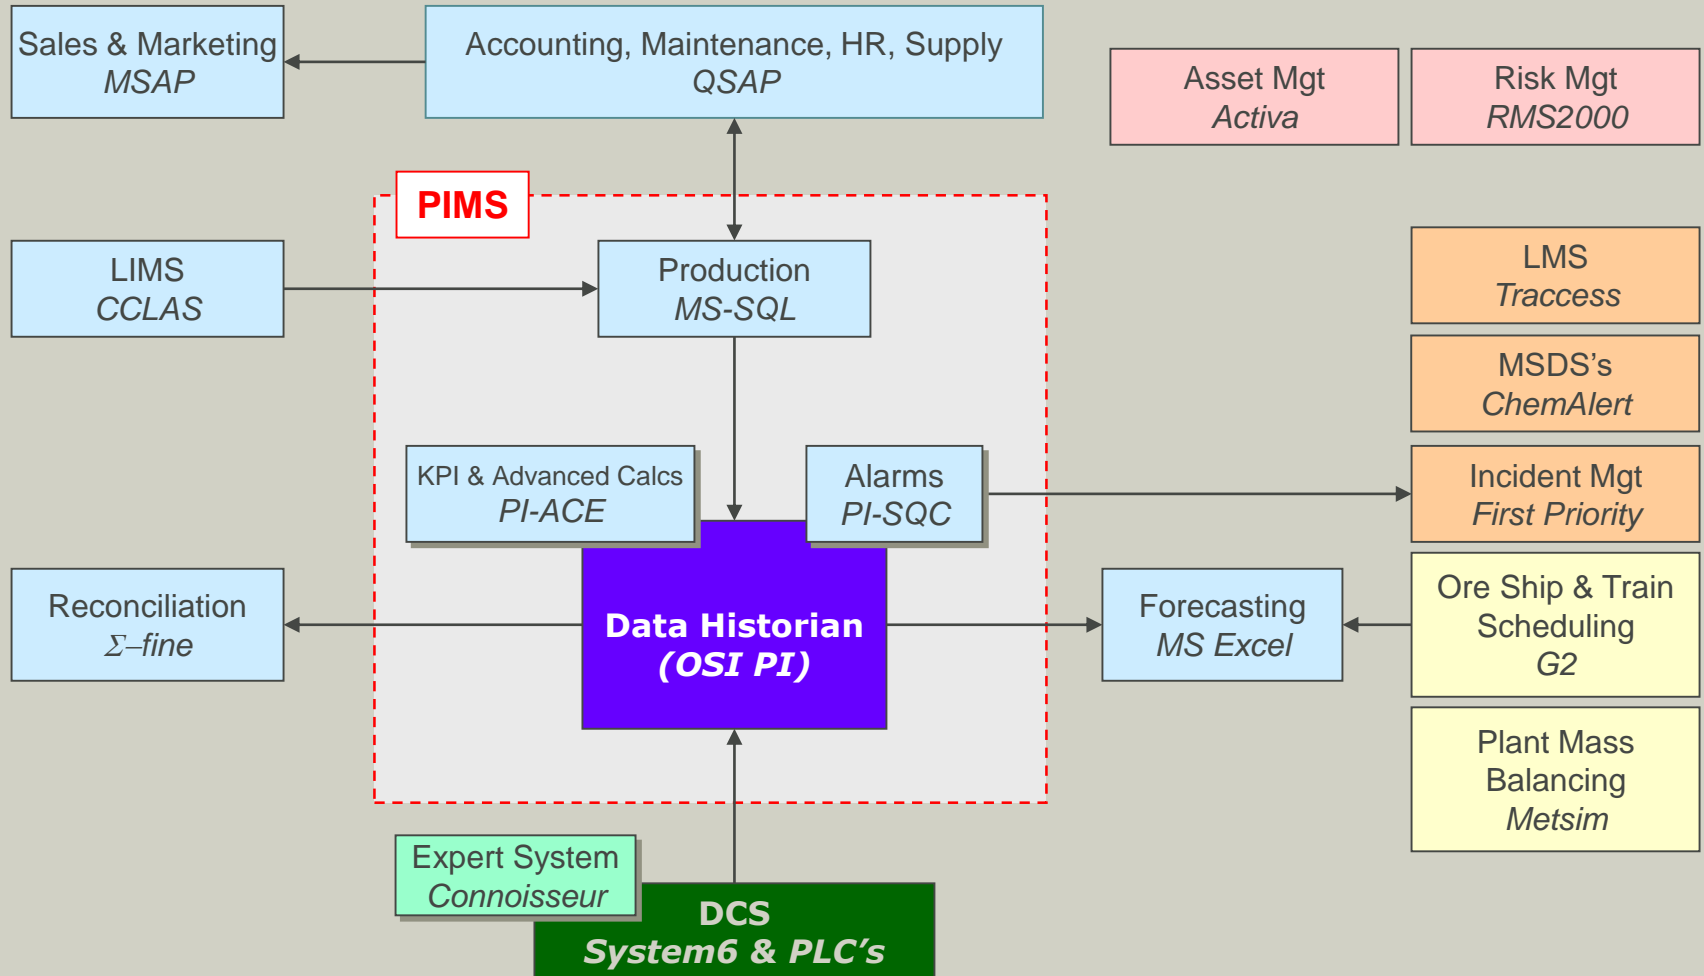 Sales & Marketing
MSAP
Accounting, Maintenance, HR, Supply
QSAP
Asset Mgt
Activa
Risk Mgt
RMS2000
PIMS
LIMS
CCLAS
Production
MS-SQL
LMS
Traccess
MSDS's
ChemAlert
KPI & Advanced Calcs
PI-ACE
Alarms
PI-SQC
Incident Mgt
First Priority
Reconciliation
Σ–fine
Data Historian
(OSI PI)
Forecasting
MS Excel
Ore Ship & Train
Scheduling
G2
Plant Mass
Balancing
Metsim
Expert System
Connoisseur
DCS
System6 & PLC's